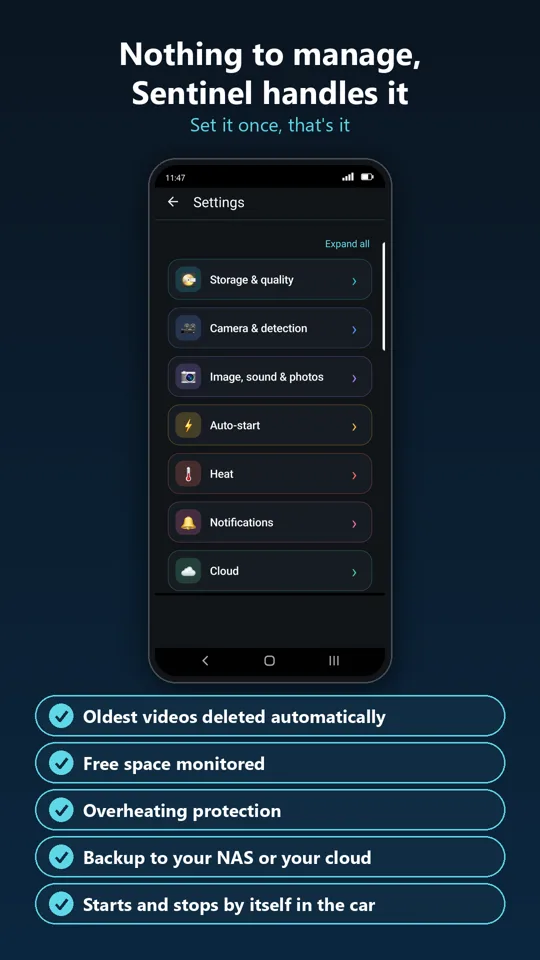 Nothing to manage,
Sentinel handles it
Set it once, that's it
11:47
Settings
Expand all
Storage & quality
Camera & detection
Image, sound & photos
Auto-start
Heat
Notifications
Cloud
Oldest videos deleted automatically
Free space monitored
Overheating protection
Backup to your NAS or your cloud
Starts and stops by itself in the car